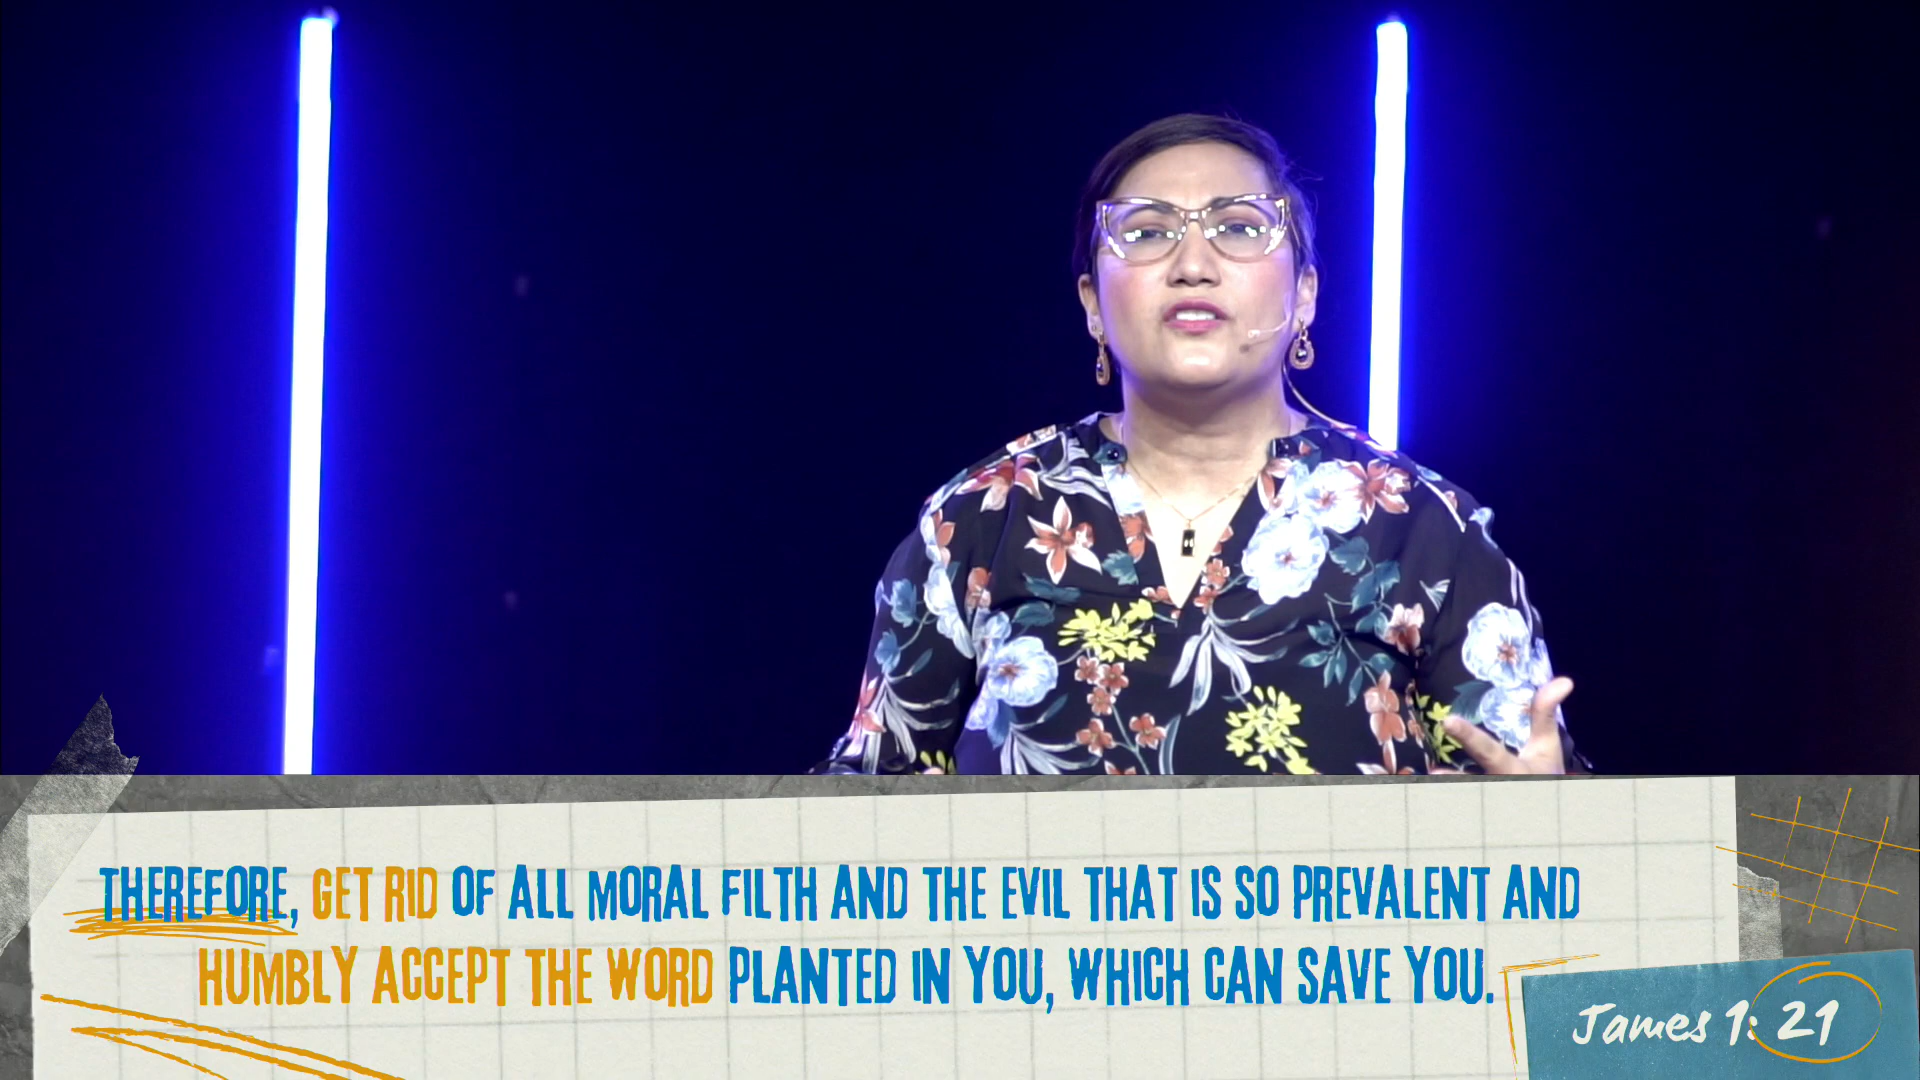 THEREFORE, GET RID OF ALL MORAL FILTH AND THE EVIL THAT IS SO PREVALENT AND
HUMBLY ACCEPT THE WORD PLANTED IN YOU, WHICH CAN SAVE YOU.
James 1: 21